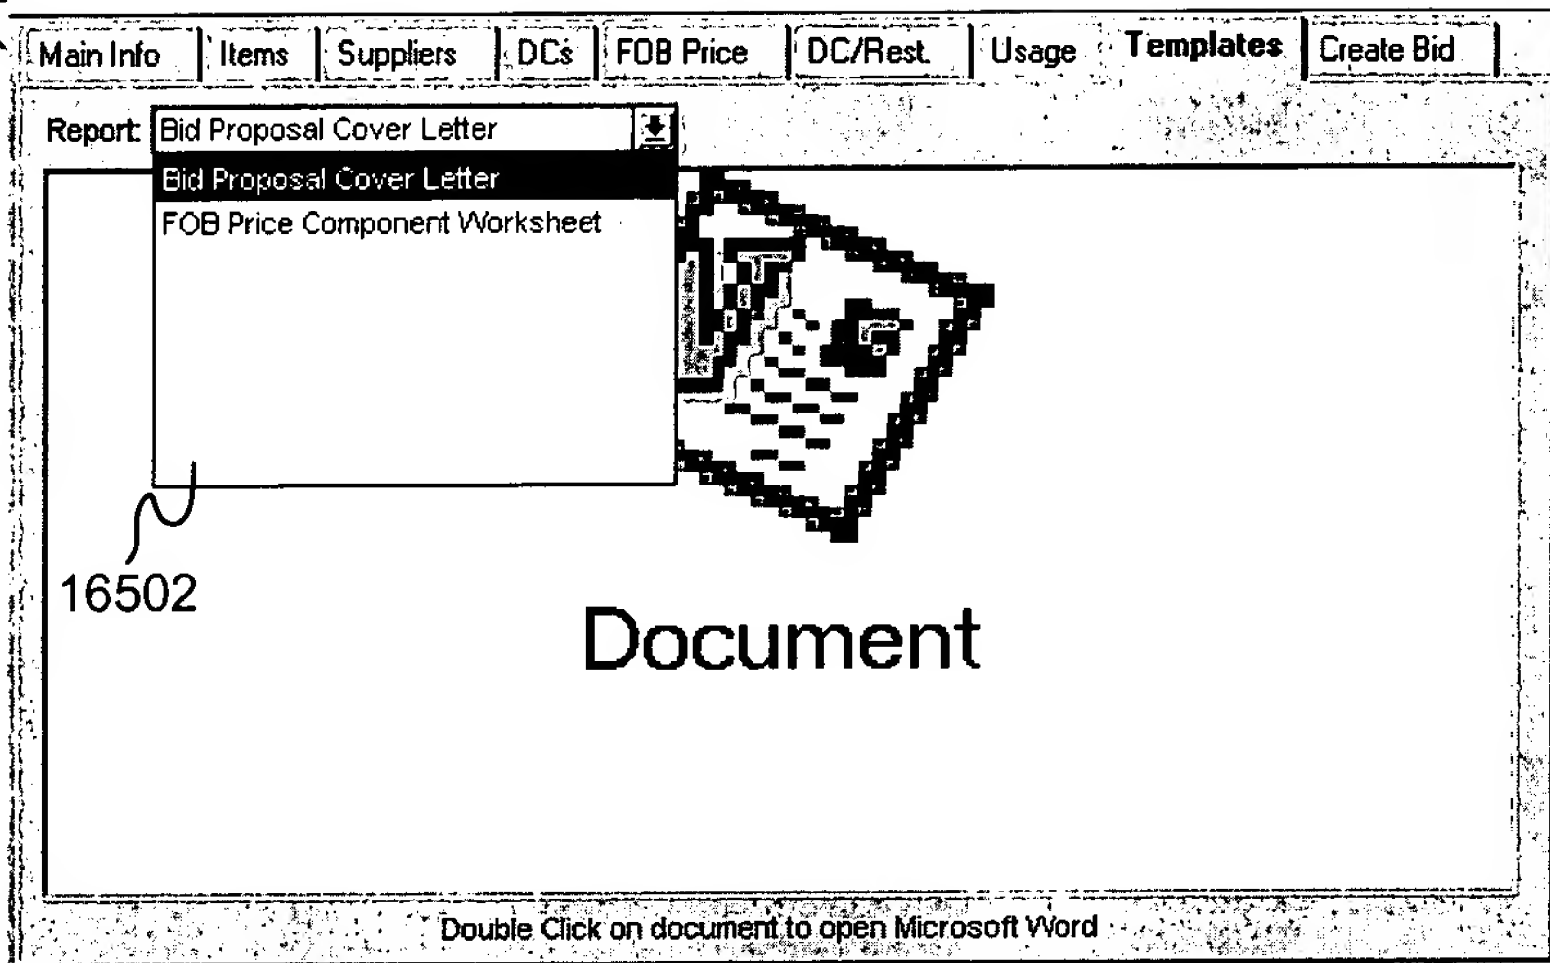 Main Info Items Suppliers DCs FOB Price DC/Rest. Usage Templates Create Bid
Report: Bid Proposal Cover Letter
Bid Proposal Cover Letter
FOB Price Component Worksheet
16502
Document
Double Click on document to open Microsoft Word